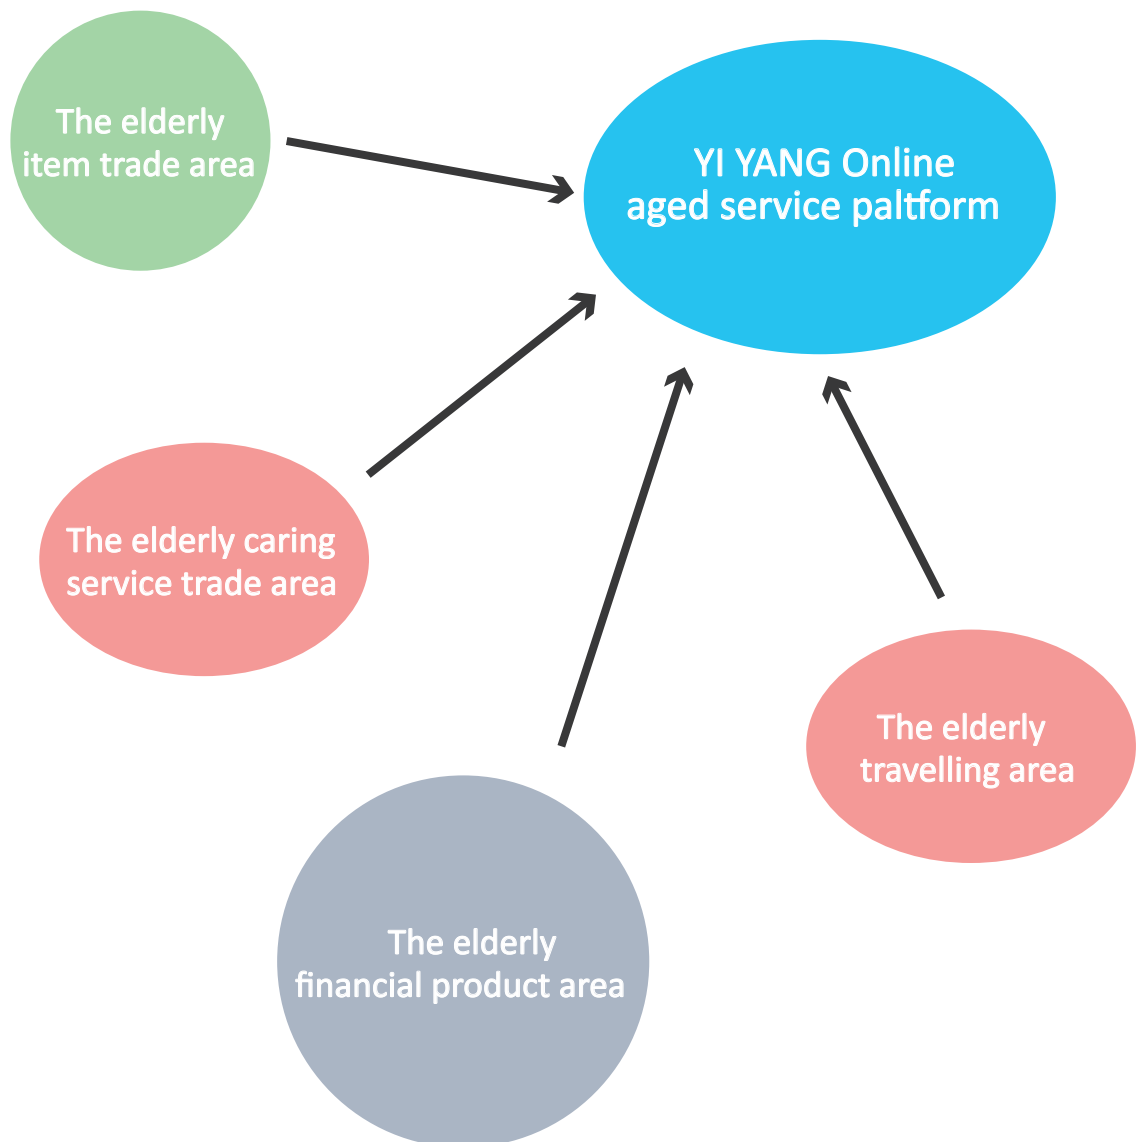 The elderly
item trade area
YI YANG Online
aged service paltform
The elderly caring
service trade area
The elderly
travelling area
The elderly
financial product area